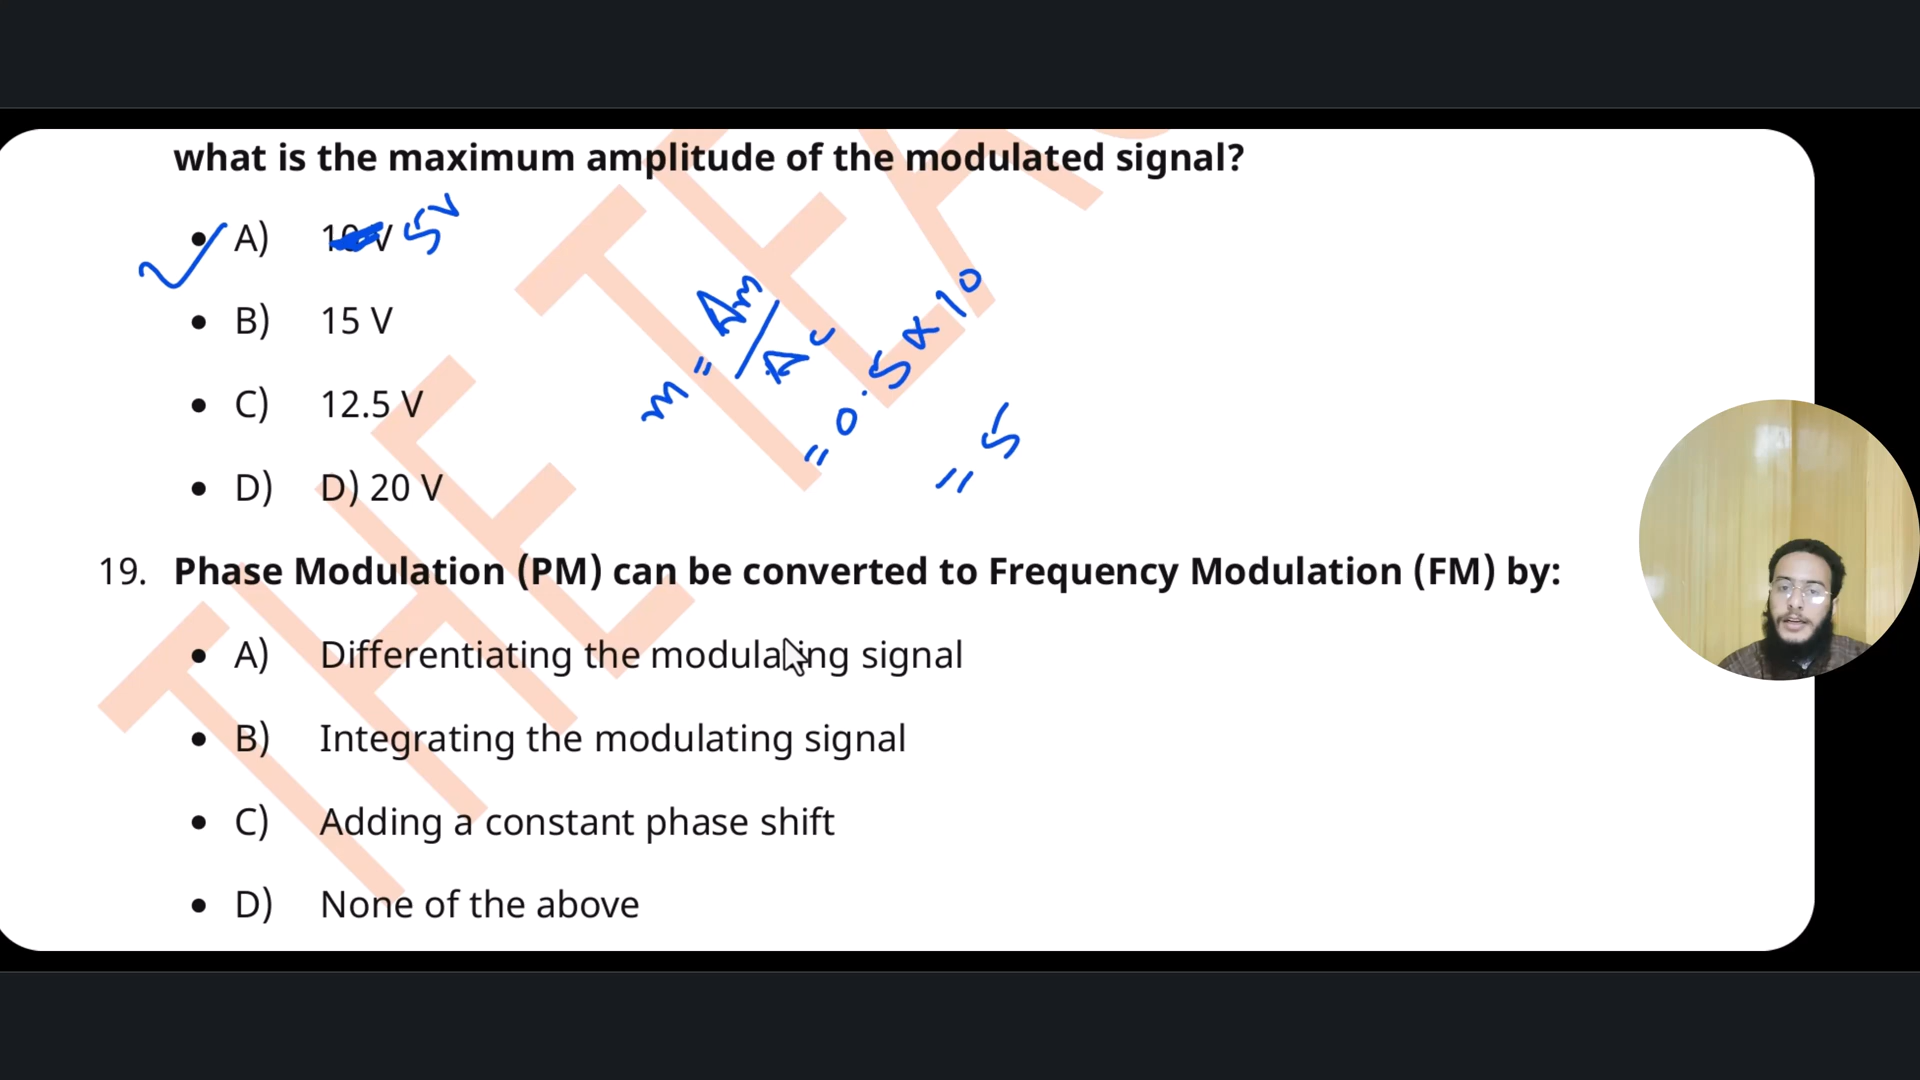 what is the maximum amplitude of the modulated signal?
• A) 10 V 5V
• B) 15 V
• C) 12.5 V
• D) D) 20 V
m = Am / Ac
= 0.5 x 10
= 5
19. Phase Modulation (PM) can be converted to Frequency Modulation (FM) by:
• A) Differentiating the modulating signal
• B) Integrating the modulating signal
• C) Adding a constant phase shift
• D) None of the above
THE TEA